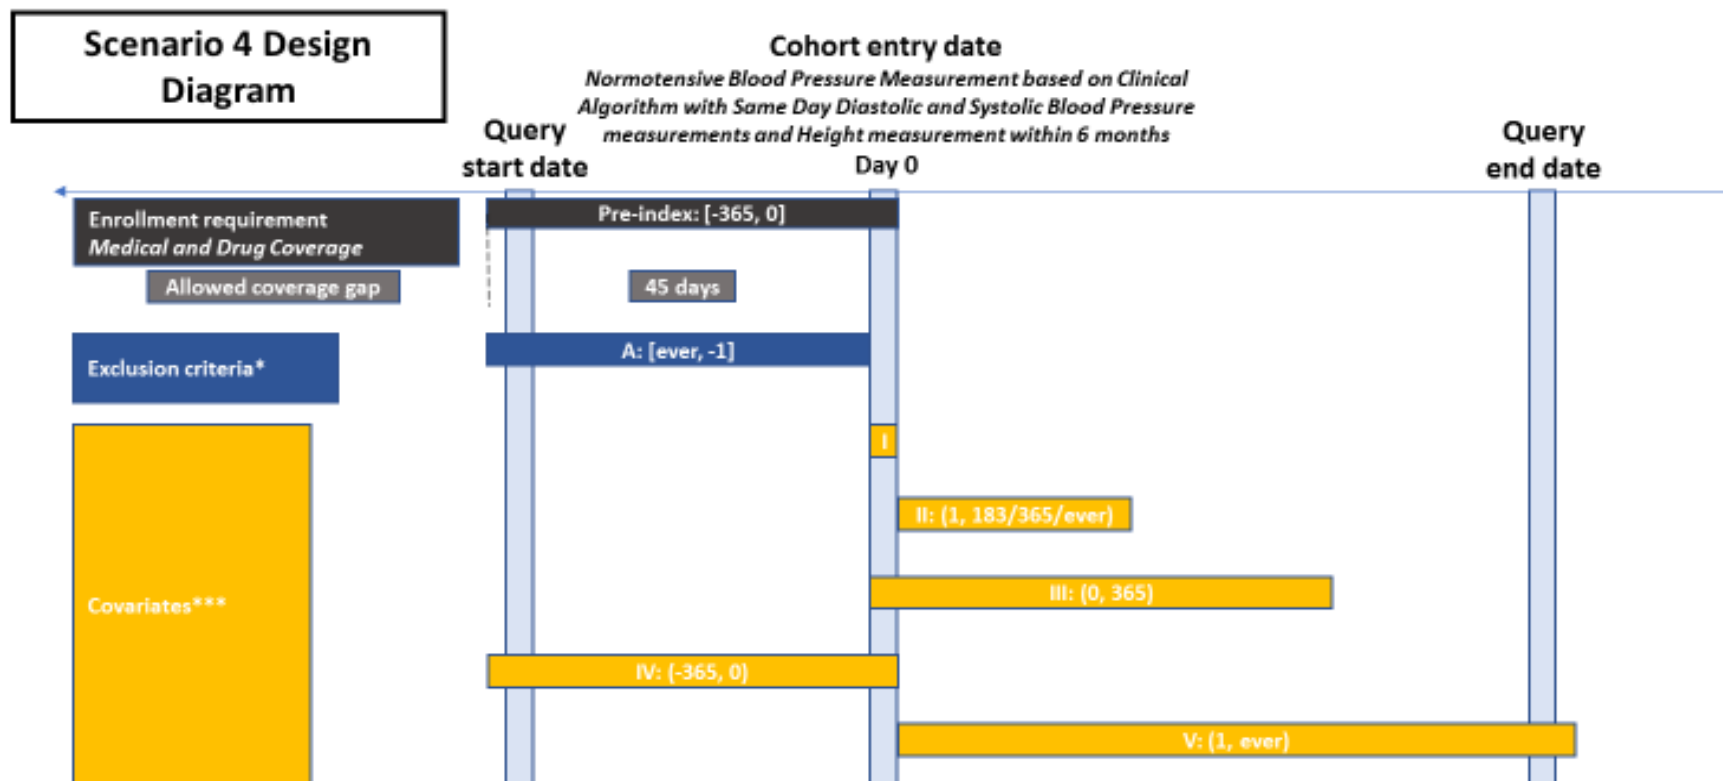 Scenario 4 Design
Diagram
Cohort entry date
Normotensive Blood Pressure Measurement based on Clinical
Algorithm with Same Day Diastolic and Systolic Blood Pressure
measurements and Height measurement within 6 months
Day 0
Query
start date
Query
end date
Enrollment requirement
Medical and Drug Coverage
Pre-index: [-365, 0]
Allowed coverage gap
45 days
Exclusion criteria*
A: [ever, -1]
Covariates***
I
II: (1, 183/365/ever)
III: (0, 365)
IV: (-365, 0)
V: (1, ever)